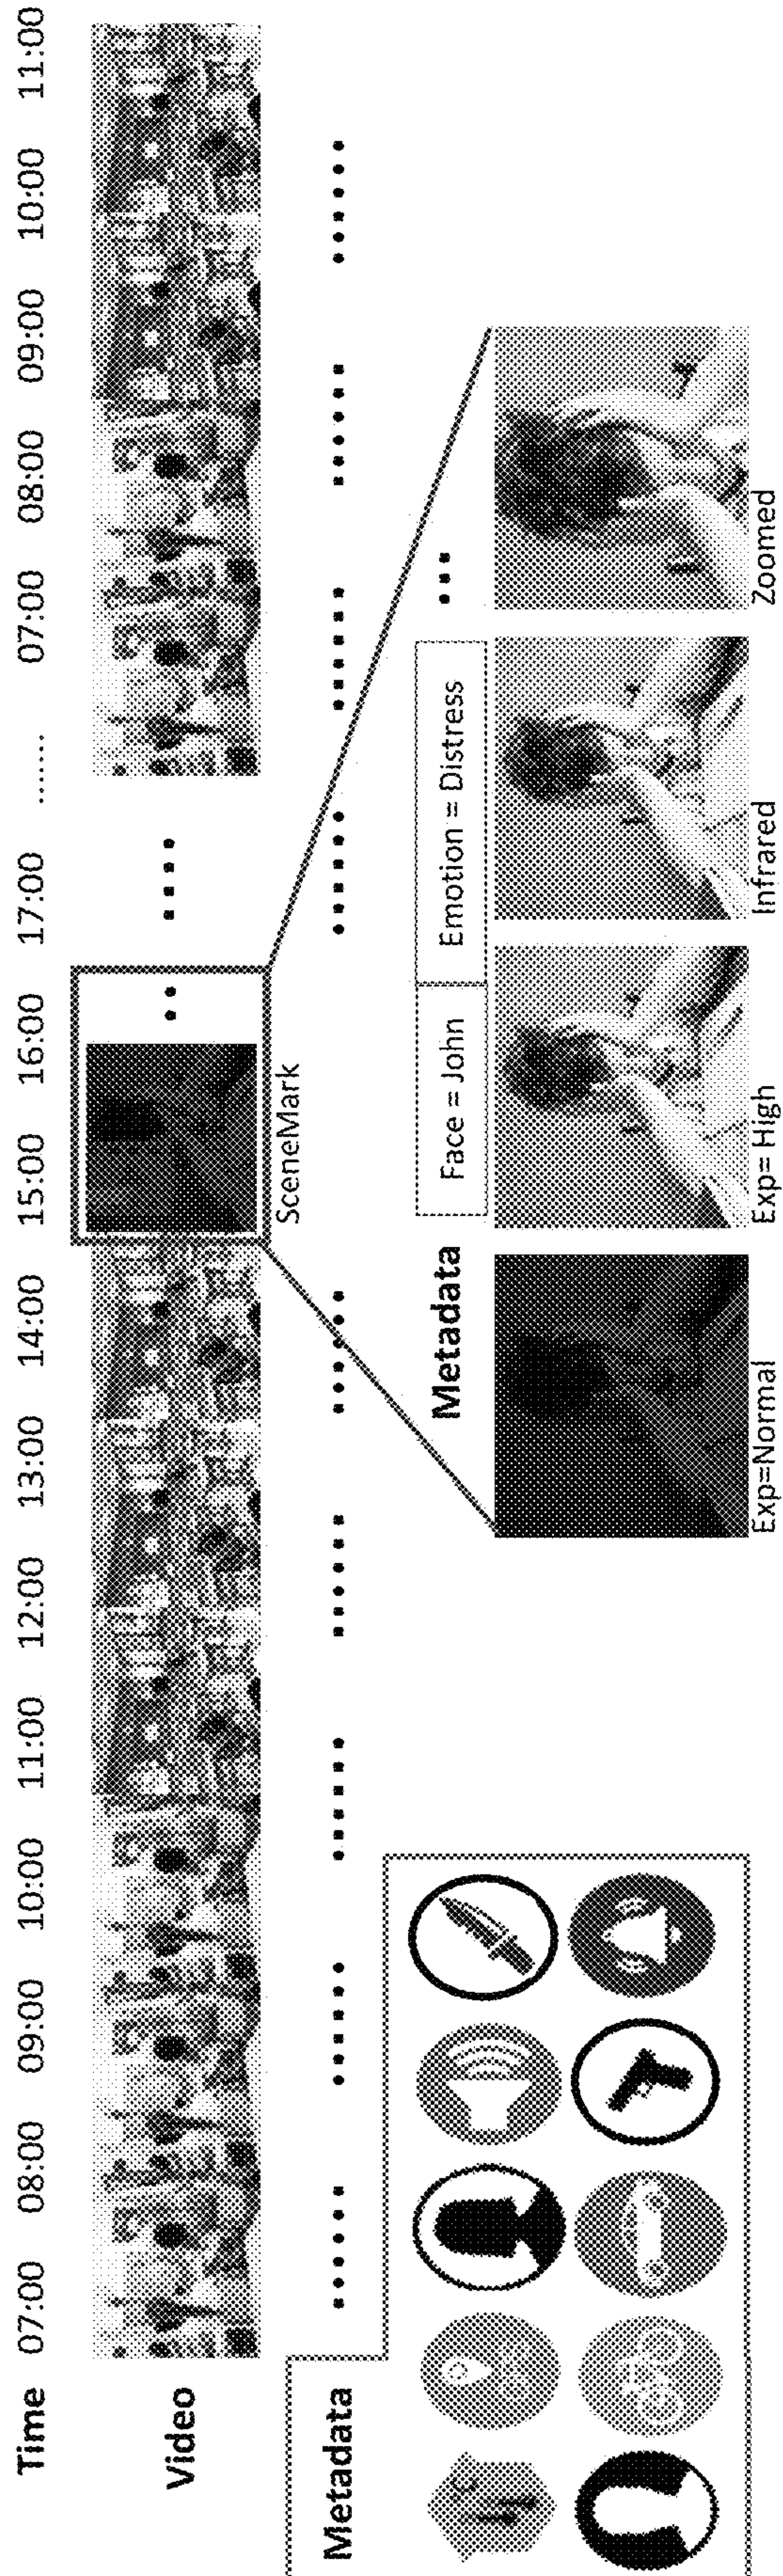 Time 07:00 08:00 09:00 10:00 11:00 12:00 13:00 14:00 15:00 16:00 17:00 ...... 07:00 08:00 09:00 10:00 11:00
Video
SceneMark
Metadata
Metadata
Face = John
Emotion = Distress
Exp=Normal
Exp= High
Infrared
Zoomed